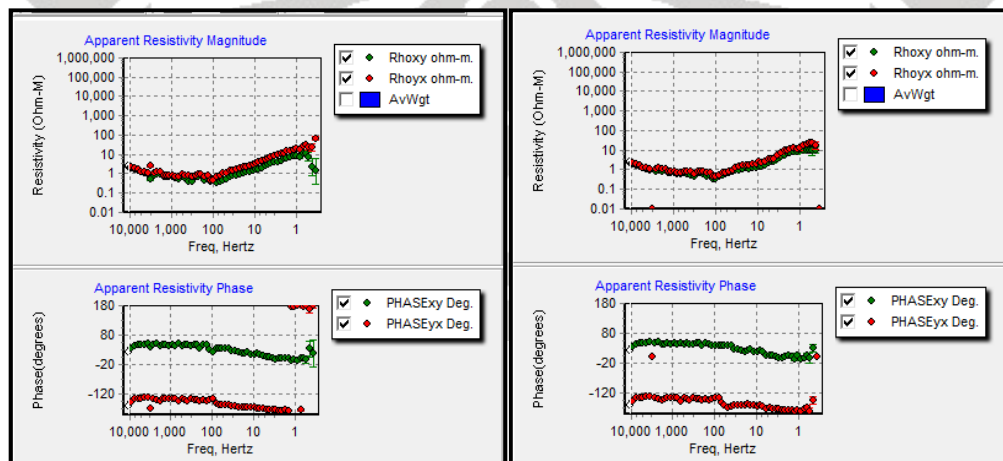 Apparent Resistivity Magnitude
1,000,000
100,000
10,000
1,000
100
10
1
0.1
0.01
Resistivity (Ohm-M)
10,000 1,000 100 10 1
Freq, Hertz
Rhoxy ohm-m.
Rhoyx ohm-m.
AvWgt
Apparent Resistivity Phase
180
80
-20
-120
Phase(degrees)
10,000 1,000 100 10 1
Freq, Hertz
PHASExy Deg.
PHASEyx Deg.
Apparent Resistivity Magnitude
1,000,000
100,000
10,000
1,000
100
10
1
0.1
0.01
Resistivity (Ohm-M)
10,000 1,000 100 10 1
Freq, Hertz
Rhoxy ohm-m.
Rhoyx ohm-m.
AvWgt
Apparent Resistivity Phase
180
80
-20
-120
Phase(degrees)
10,000 1,000 100 10 1
Freq, Hertz
PHASExy Deg.
PHASEyx Deg.